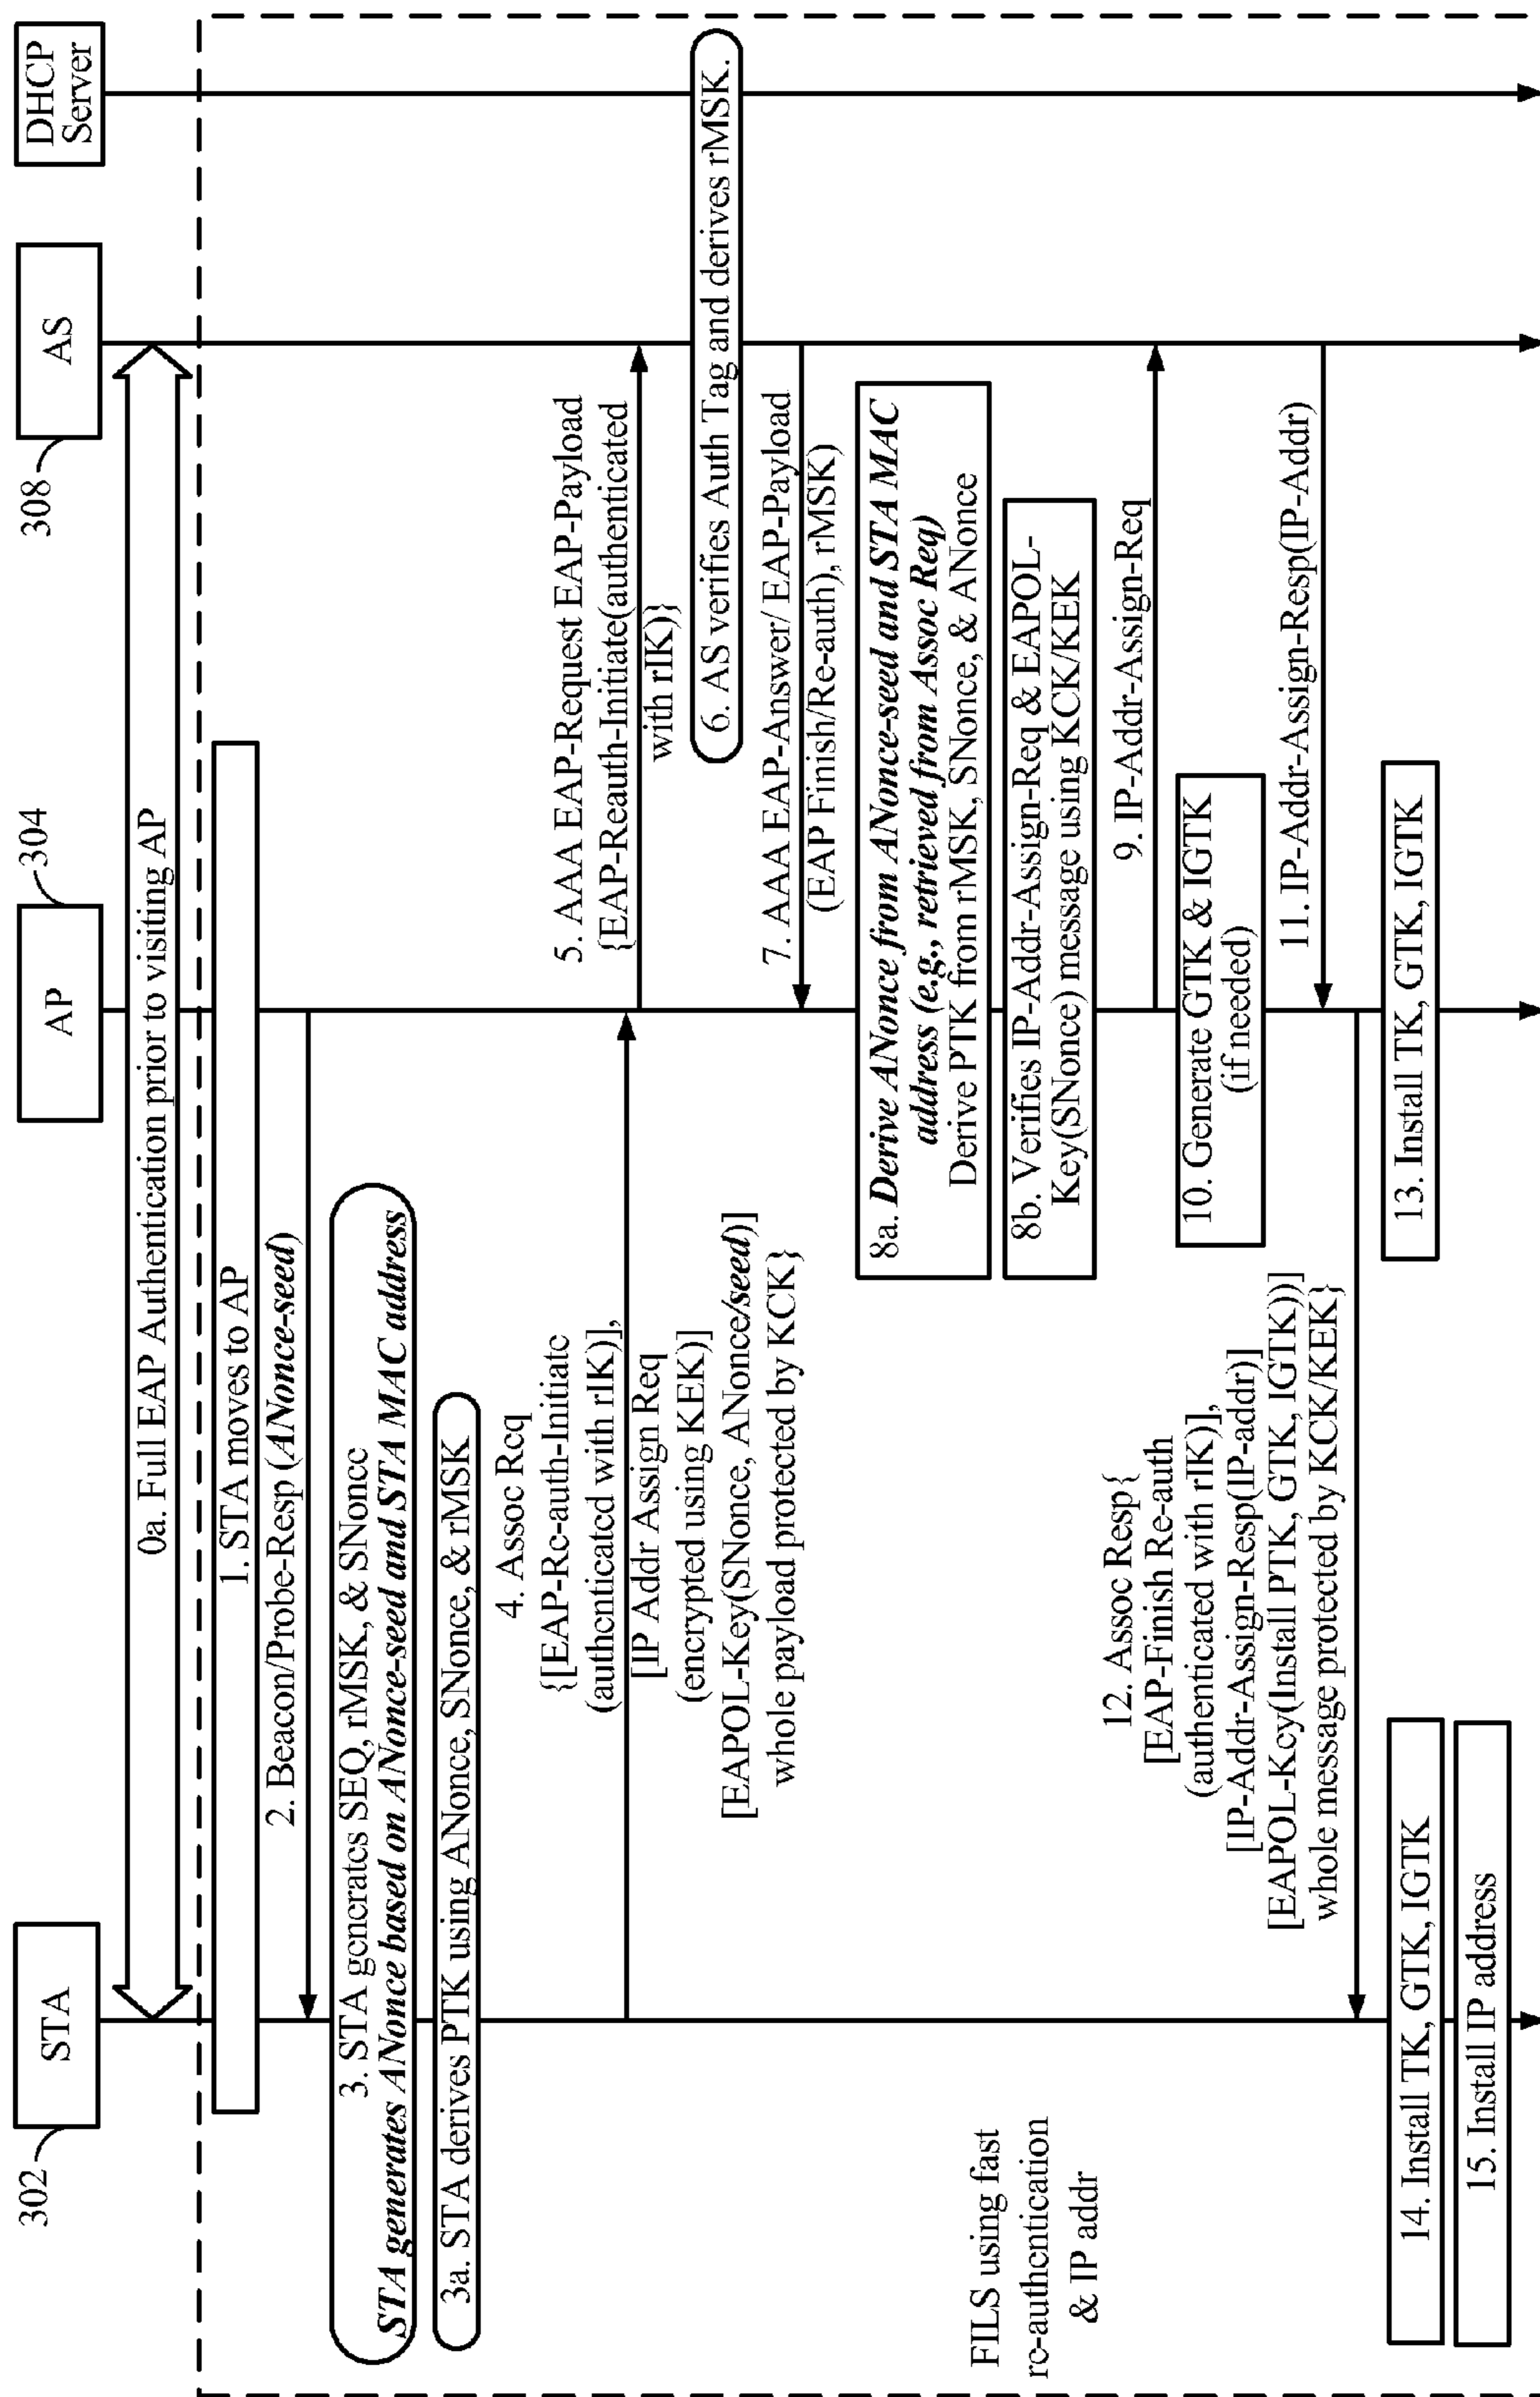 302
STA
AP
304
308
AS
DHCP
Server
0a. Full EAP Authentication prior to visiting AP
1. STA moves to AP
2. Beacon/Probe-Resp (ANonce-seed)
3. STA generates SEQ, rMSK, & SNonce
STA generates ANonce based on ANonce-seed and STA MAC address
3a. STA derives PTK using ANonce, SNonce, & rMSK
4. Assoc Req
{[EAP-Re-auth-Initiate
(authenticated with rIK)],
[IP Addr Assign Req
(encrypted using KEK)]
[EAPOL-Key(SNonce, ANonce/seed)]
whole payload protected by KCK}
5. AAA EAP-Request EAP-Payload
{EAP-Reauth-Initiate(authenticated
with rIK)}
6. AS verifies Auth Tag and derives rMSK.
7. AAA EAP-Answer/ EAP-Payload
(EAP Finish/Re-auth), rMSK)
8a. Derive ANonce from ANonce-seed and STA MAC
address (e.g., retrieved from Assoc Req)
Derive PTK from rMSK, SNonce, & ANonce
8b. Verifies IP-Addr-Assign-Req & EAPOL-
Key(SNonce) message using KCK/KEK
9. IP-Addr-Assign-Req
10. Generate GTK & IGTK
(if needed)
11. IP-Addr-Assign-Resp(IP-Addr)
12. Assoc Resp{
[EAP-Finish Re-auth
(authenticated with rIK)],
[IP-Addr-Assign-Resp(IP-addr)]
[EAPOL-Key(Install PTK, GTK, IGTK))]
whole message protected by KCK/KEK}
13. Install TK, GTK, IGTK
14. Install TK, GTK, IGTK
15. Install IP address
FILS using fast
re-authentication
& IP addr